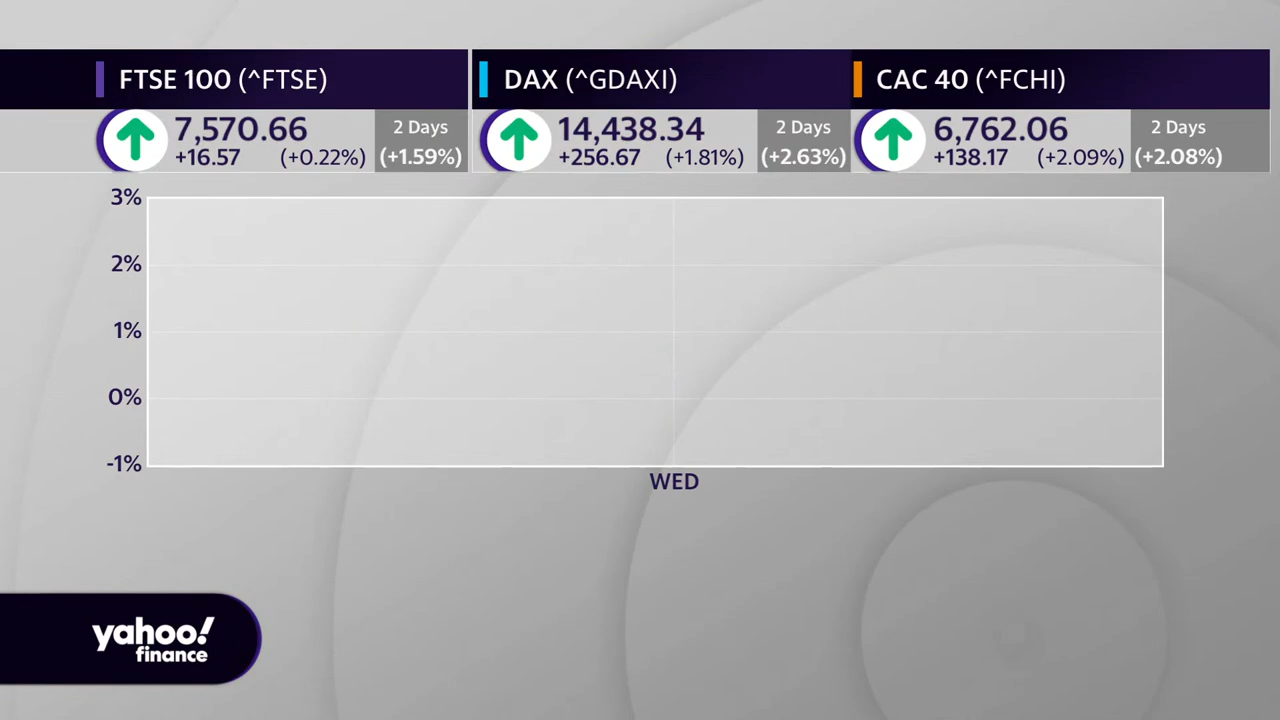 FTSE 100 (^FTSE)
7,570.66
+16.57 (+0.22%)
2 Days
(+1.59%)
DAX (^GDAXI)
14,438.34
+256.67 (+1.81%)
2 Days
(+2.63%)
CAC 40 (^FCHI)
6,762.06
+138.17 (+2.09%)
2 Days
(+2.08%)
3%
2%
1%
0%
-1%
WED
yahoo!
finance